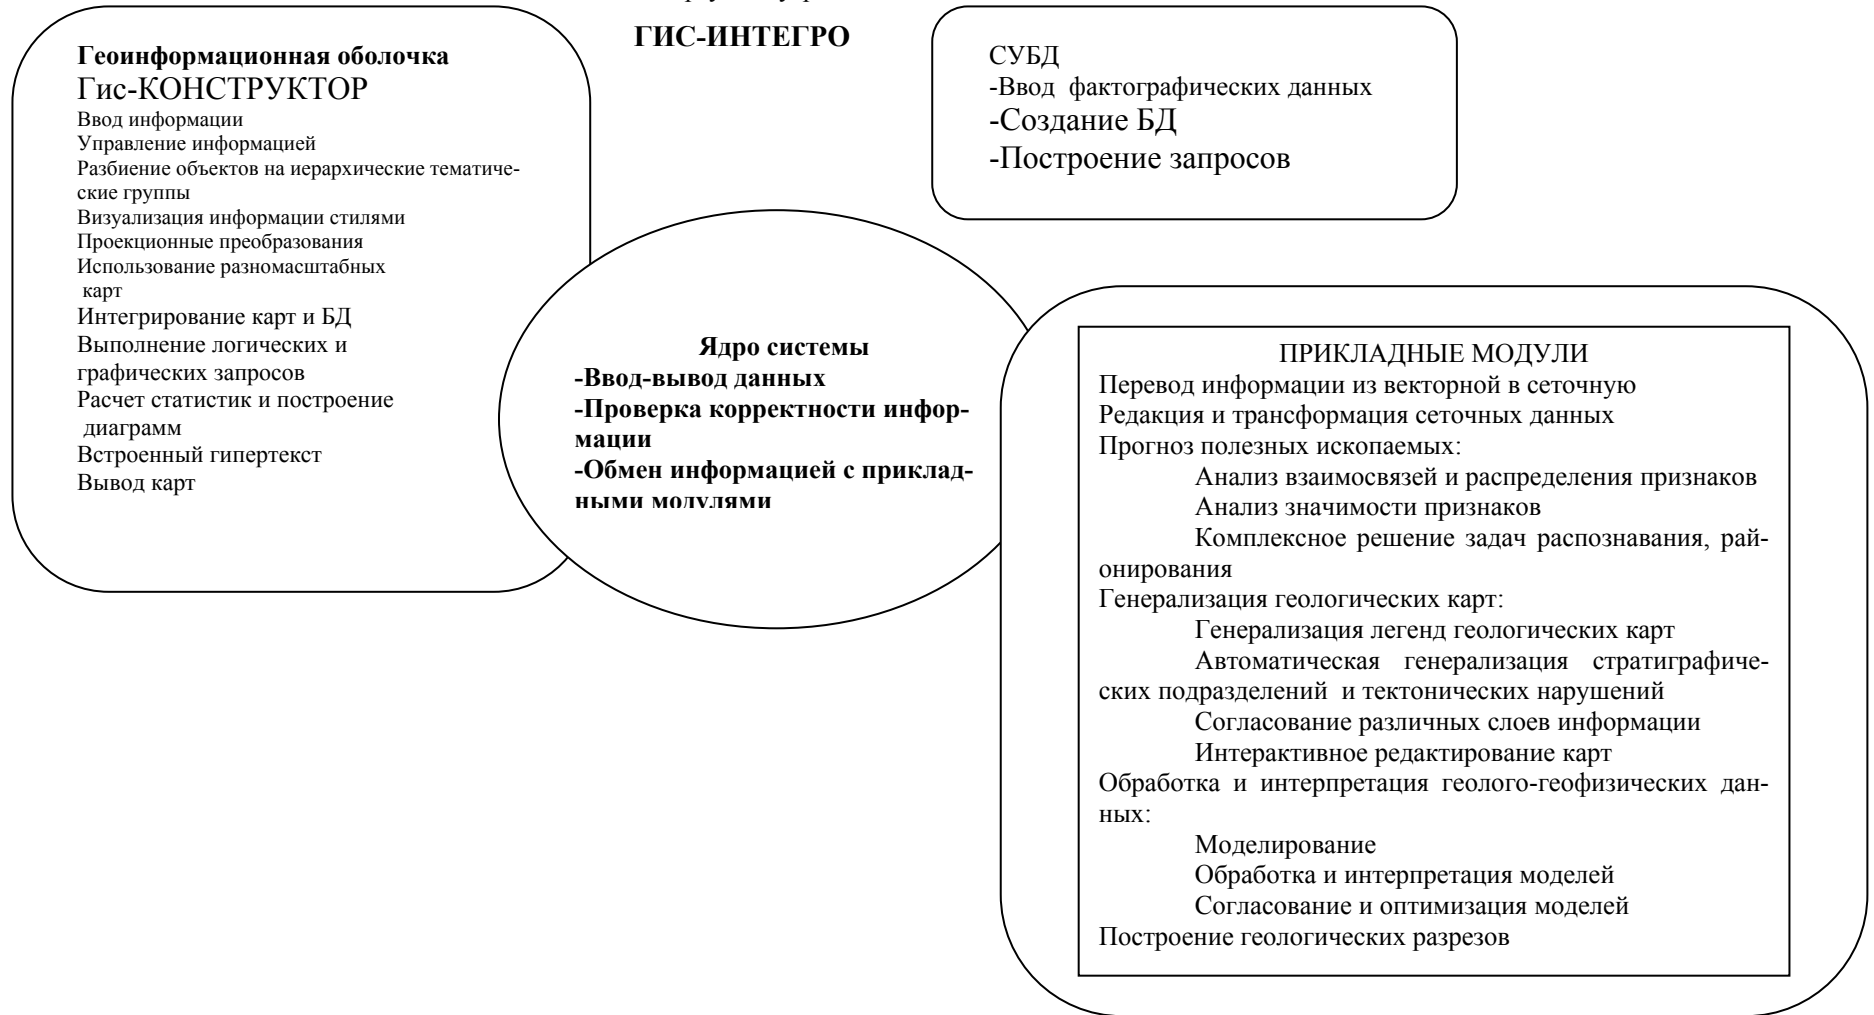 ГИС-ИНТЕГРО
Геоинформационная оболочка
Гис-КОНСТРУКТОР
Ввод информации
Управление информацией
Разбиение объектов на иерархические тематиче-
ские группы
Визуализация информации стилями
Проекционные преобразования
Использование разномасштабных
карт
Интегрирование карт и БД
Выполнение логических и
графических запросов
Расчет статистик и построение
диаграмм
Встроенный гипертекст
Вывод карт
СУБД
-Ввод фактографических данных
-Создание БД
-Построение запросов
Ядро системы
-Ввод-вывод данных
-Проверка корректности инфор-
мации
-Обмен информацией с приклад-
ными модулями
ПРИКЛАДНЫЕ МОДУЛИ
Перевод информации из векторной в сеточную
Редакция и трансформация сеточных данных
Прогноз полезных ископаемых:
Анализ взаимосвязей и распределения признаков
Анализ значимости признаков
Комплексное решение задач распознавания, рай-
онирования
Генерализация геологических карт:
Генерализация легенд геологических карт
Автоматическая генерализация стратиграфиче-
ских подразделений и тектонических нарушений
Согласование различных слоев информации
Интерактивное редактирование карт
Обработка и интерпретация геолого-геофизических дан-
ных:
Моделирование
Обработка и интерпретация моделей
Согласование и оптимизация моделей
Построение геологических разрезов